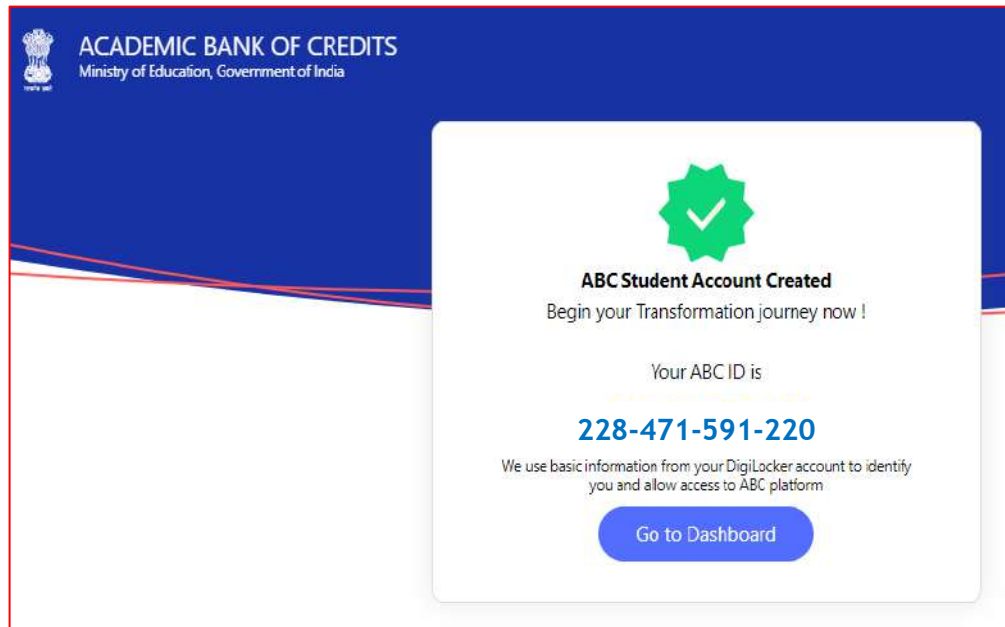 ACADEMIC BANK OF CREDITS
Ministry of Education, Government of India
ABC Student Account Created
Begin your Transformation journey now !
Your ABC ID is
228-471-591-220
We use basic information from your DigiLocker account to identify
you and allow access to ABC platform
Go to Dashboard